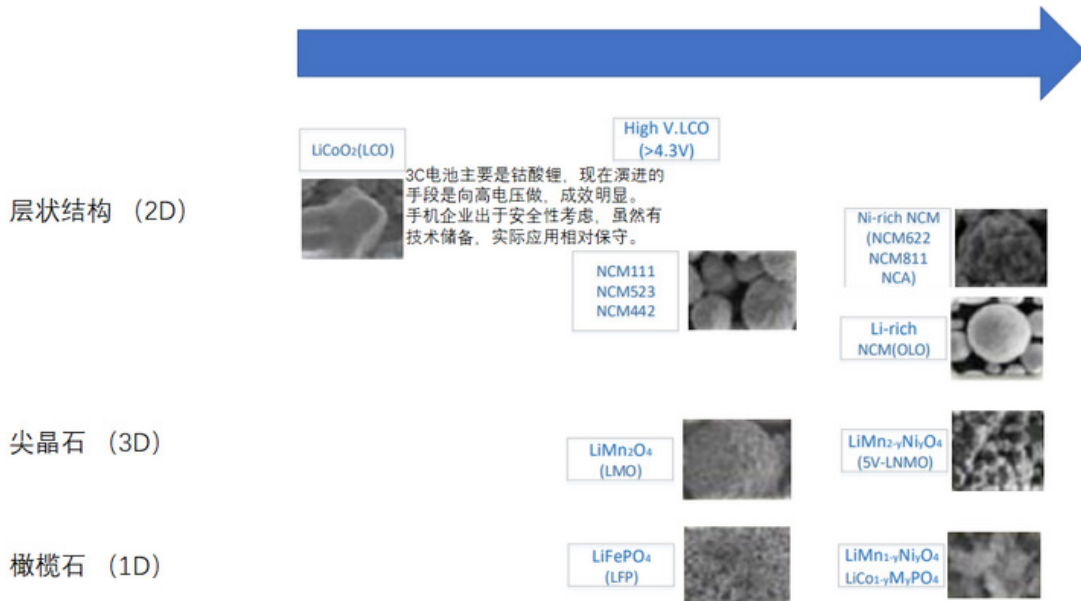 LiCoO₂(LCO)
High V.LCO
(>4.3V)
3C电池主要是钴酸锂，现在演进的
手段是向高电压做，成效明显。
手机企业出于安全性考虑，虽然有
技术储备，实际应用相对保守。
层状结构 （2D）
NCM111
NCM523
NCM442
Ni-rich NCM
(NCM622
NCM811
NCA)
Li-rich
NCM(OLO)
尖晶石 （3D）
LiMn₂O₄
(LMO)
LiMn₂₋yNiyO₄
(5V-LNMO)
橄榄石 （1D）
LiFePO₄
(LFP)
LiMn₁₋yNiyO₄
LiCo₁₋yMyPO₄